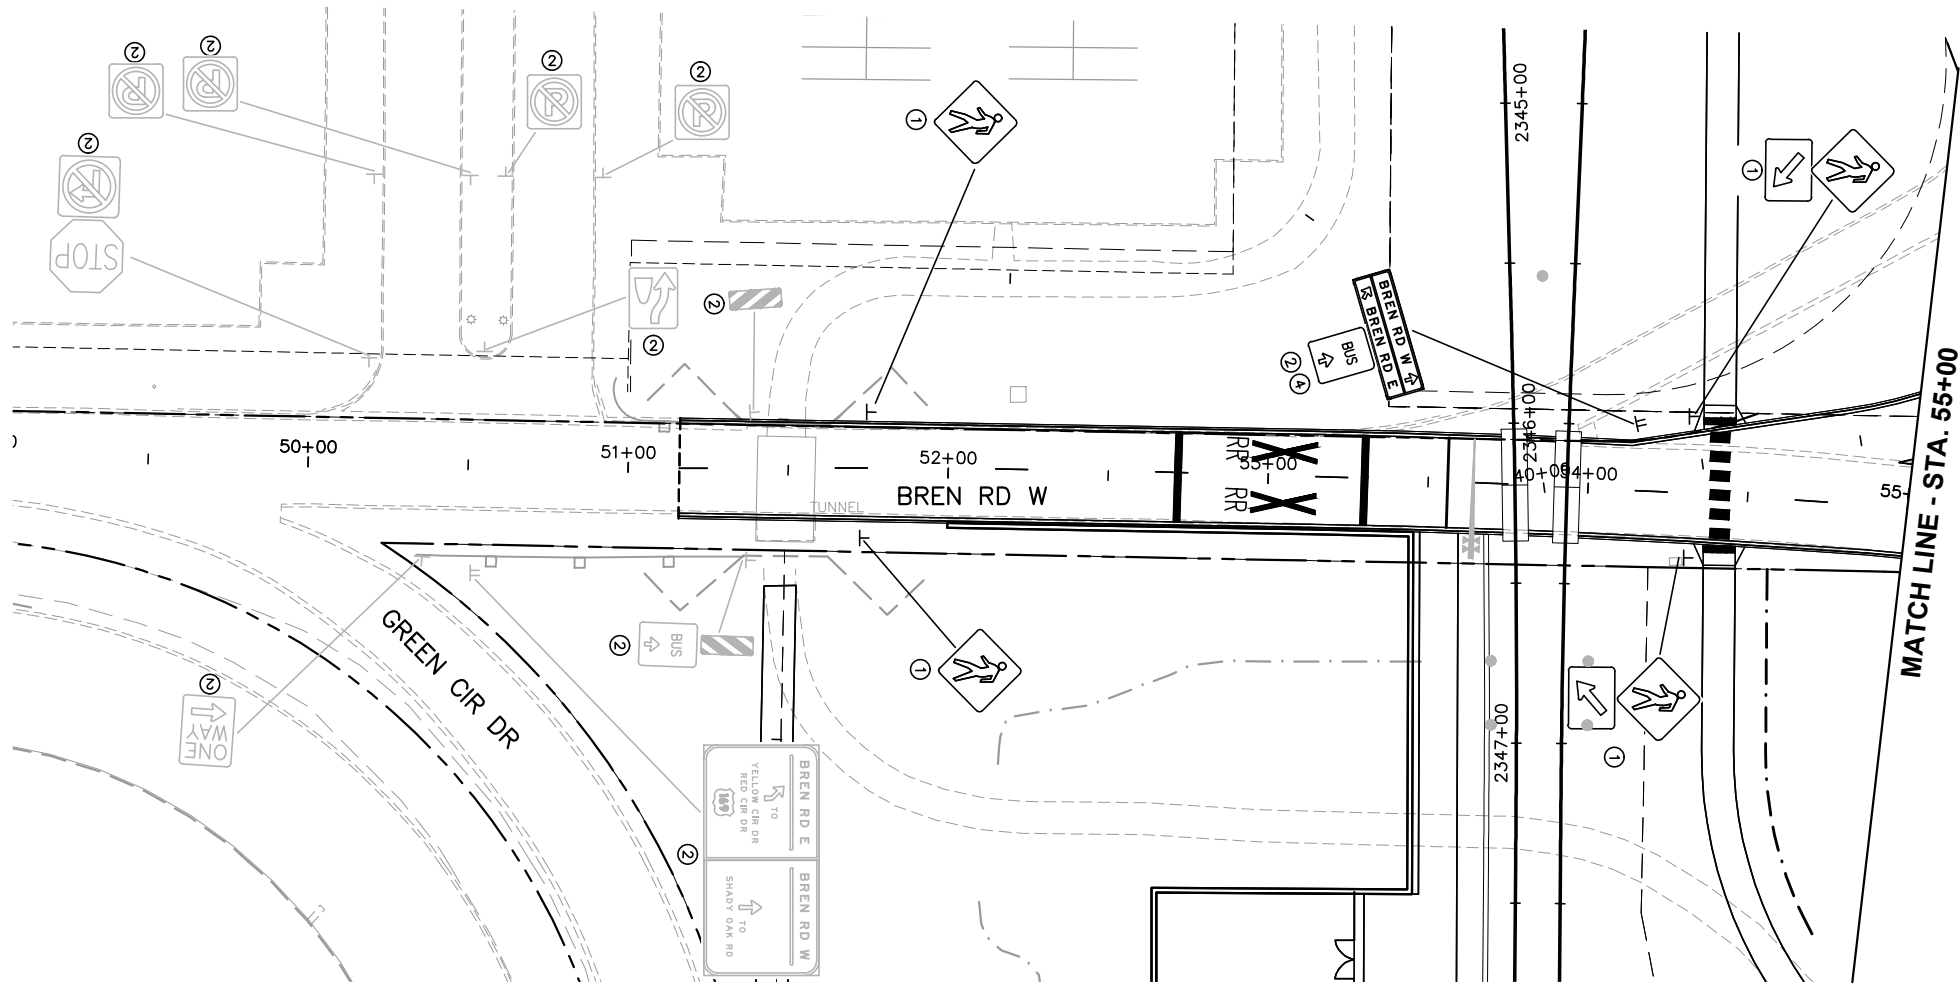 2
2
2
2
2
STOP
2
2
1
1
2345+00
BREN RD W
BREN RD E
BUS
2
4
2346+00
50+00
51+00
52+00
BREN RD W
RR
RR
55+00
40+00
54+00
55-
TUNNEL
MATCH LINE - STA. 55+00
GREEN CIR DR
2
ONE
WAY
2
BUS
1
1
2347+00
2
BREN RD E
TO
YELLOW CIR DR
RED CIR DR
169
BREN RD W
TO
SHADY OAK RD